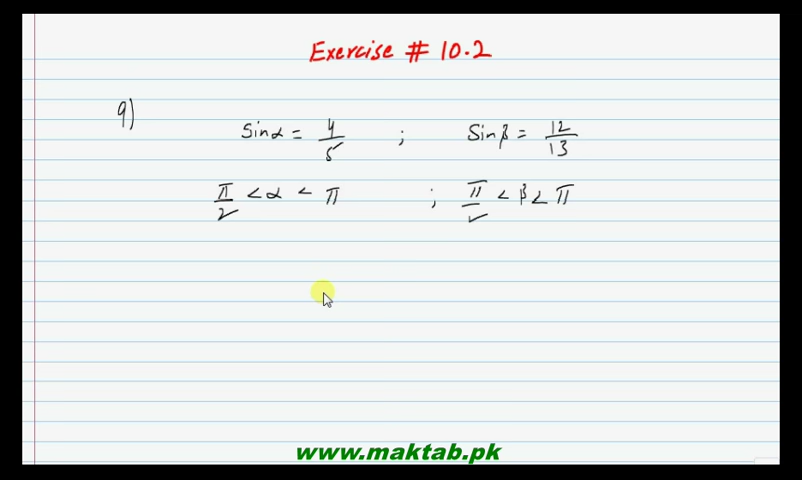 Exercise # 10.2
9)
Sinα = 4/5 ; Sinβ = 12/13
π/2 < α < π ; π/2 < β < π
www.maktab.pk